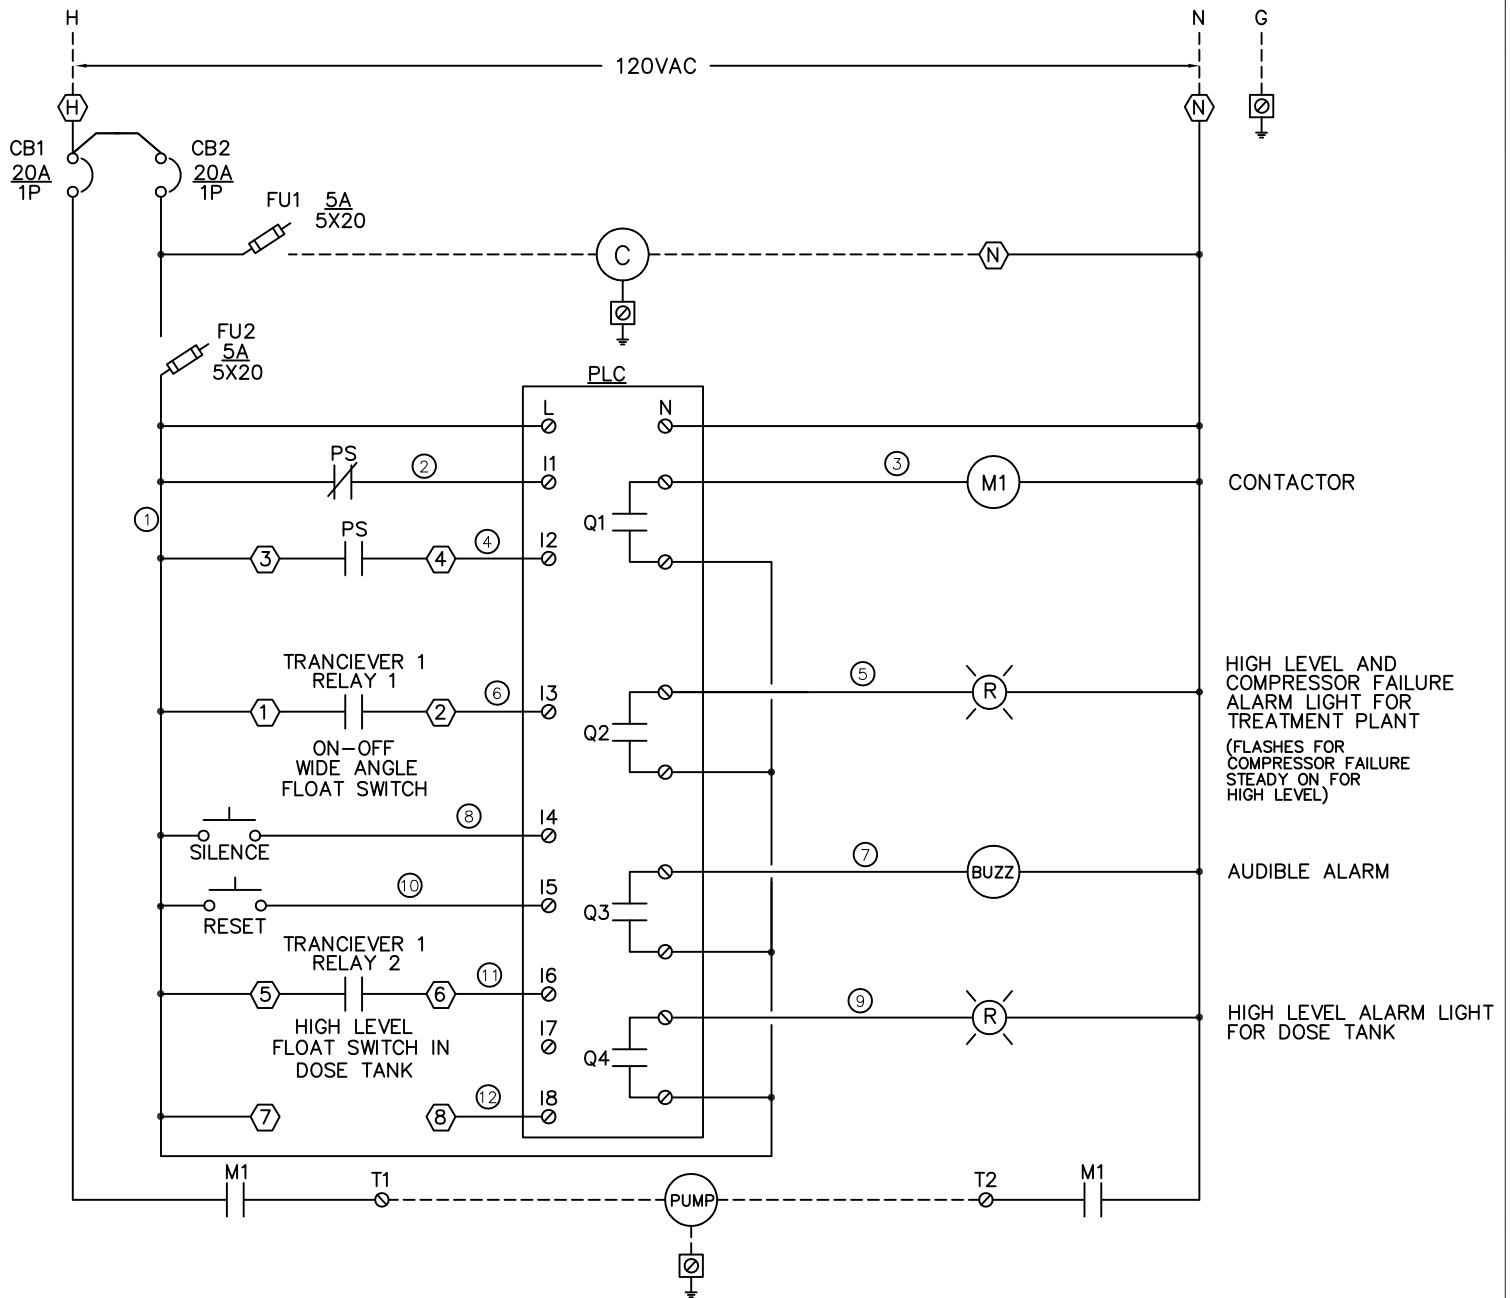 H
N
G
120VAC
H
N
CB1
20A
1P
CB2
20A
1P
FU1
5A
5X20
C
N
FU2
5A
5X20
PLC
L
N
PS
2
I1
3
M1
CONTACTOR
1
PS
3
4
4
I2
Q1
TRANCIEVER 1
RELAY 1
1
2
6
I3
ON-OFF
WIDE ANGLE
FLOAT SWITCH
Q2
5
R
HIGH LEVEL AND
COMPRESSOR FAILURE
ALARM LIGHT FOR
TREATMENT PLANT
(FLASHES FOR
COMPRESSOR FAILURE
STEADY ON FOR
HIGH LEVEL)
SILENCE
8
I4
7
BUZZ
AUDIBLE ALARM
RESET
10
I5
Q3
TRANCIEVER 1
RELAY 2
5
6
11
I6
HIGH LEVEL
FLOAT SWITCH IN
DOSE TANK
I7
Q4
9
R
HIGH LEVEL ALARM LIGHT
FOR DOSE TANK
7
8
12
I8
M1
T1
PUMP
T2
M1